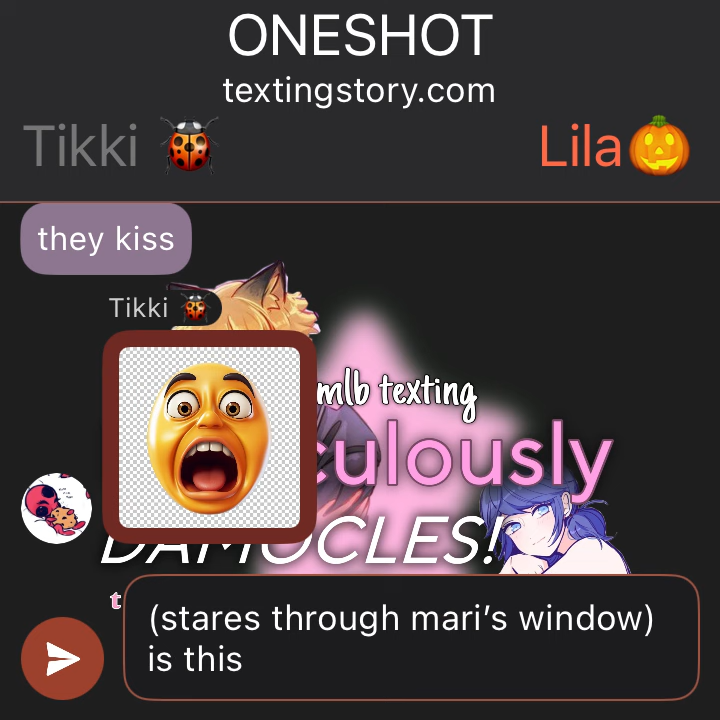 ONESHOT
textingstory.com
Tikki 🐞
Lila🎃
they kiss
Tikki 🐞
mlb texting
culously
DAMOCLES!
t
(stares through mari’s window)
is this